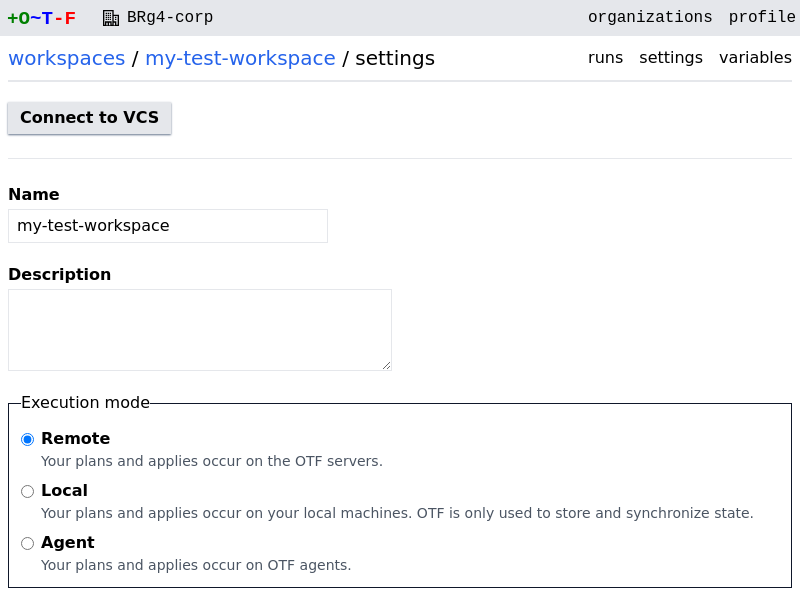 +O~T-F BRg4-corp organizations profile
workspaces / my-test-workspace / settings runs settings variables
Connect to VCS
Name
my-test-workspace
Description
Execution mode
Remote
Your plans and applies occur on the OTF servers.
Local
Your plans and applies occur on your local machines. OTF is only used to store and synchronize state.
Agent
Your plans and applies occur on OTF agents.